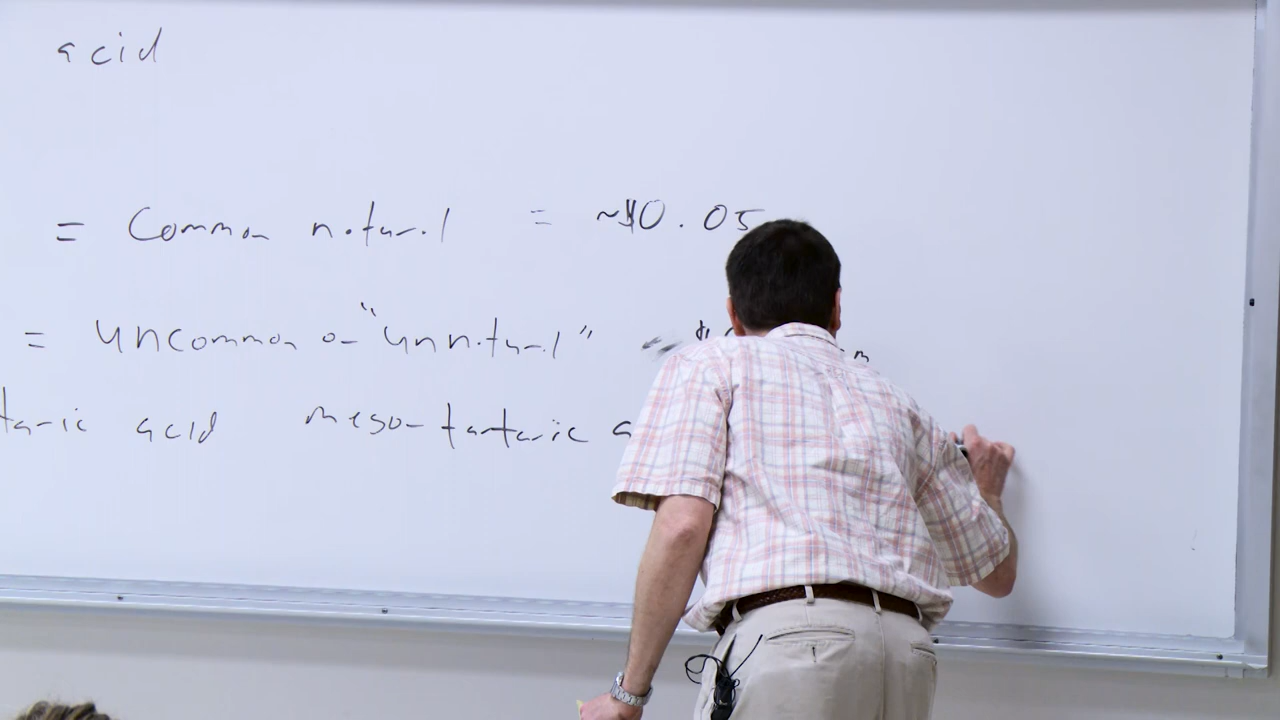 acid
= Common natural = ~$0.05
= uncommon or "unnatural"
taric acid meso-tartaric a